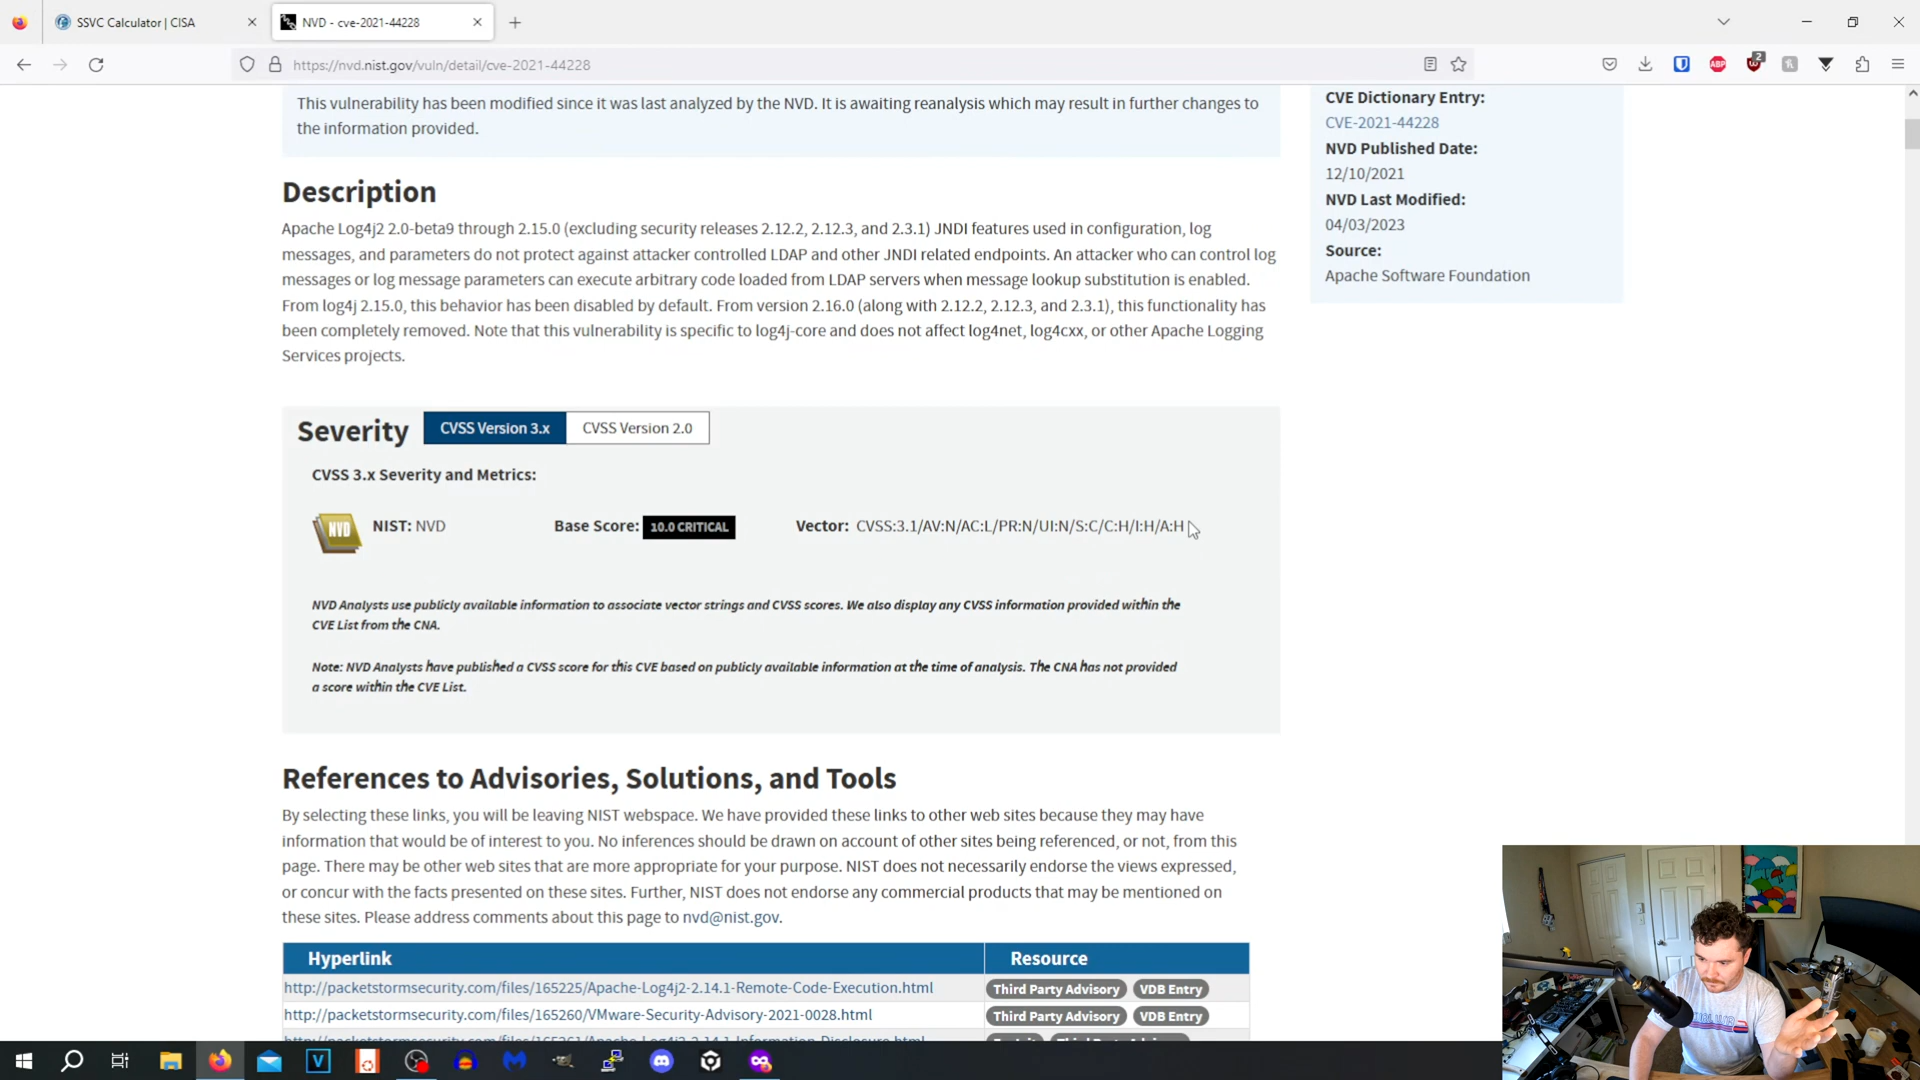 SSVC Calculator | CISA
NVD - cve-2021-44228
https://nvd.nist.gov/vuln/detail/cve-2021-44228
2
ABP
This vulnerability has been modified since it was last analyzed by the NVD. It is awaiting reanalysis which may result in further changes to
the information provided.
CVE Dictionary Entry:
CVE-2021-44228
NVD Published Date:
12/10/2021
NVD Last Modified:
04/03/2023
Source:
Apache Software Foundation
Description
Apache Log4j2 2.0-beta9 through 2.15.0 (excluding security releases 2.12.2, 2.12.3, and 2.3.1) JNDI features used in configuration, log
messages, and parameters do not protect against attacker controlled LDAP and other JNDI related endpoints. An attacker who can control log
messages or log message parameters can execute arbitrary code loaded from LDAP servers when message lookup substitution is enabled.
From log4j 2.15.0, this behavior has been disabled by default. From version 2.16.0 (along with 2.12.2, 2.12.3, and 2.3.1), this functionality has
been completely removed. Note that this vulnerability is specific to log4j-core and does not affect log4net, log4cxx, or other Apache Logging
Services projects.
Severity
CVSS Version 3.x
CVSS Version 2.0
CVSS 3.x Severity and Metrics:
NVD
NIST: NVD
Base Score: 10.0 CRITICAL
Vector: CVSS:3.1/AV:N/AC:L/PR:N/UI:N/S:C/C:H/I:H/A:H
NVD Analysts use publicly available information to associate vector strings and CVSS scores. We also display any CVSS information provided within the
CVE List from the CNA.
Note: NVD Analysts have published a CVSS score for this CVE based on publicly available information at the time of analysis. The CNA has not provided
a score within the CVE List.
References to Advisories, Solutions, and Tools
By selecting these links, you will be leaving NIST webspace. We have provided these links to other web sites because they may have
information that would be of interest to you. No inferences should be drawn on account of other sites being referenced, or not, from this
page. There may be other web sites that are more appropriate for your purpose. NIST does not necessarily endorse the views expressed,
or concur with the facts presented on these sites. Further, NIST does not endorse any commercial products that may be mentioned on
these sites. Please address comments about this page to nvd@nist.gov.
Hyperlink
Resource
http://packetstormsecurity.com/files/165225/Apache-Log4j2-2.14.1-Remote-Code-Execution.html
Third Party Advisory
VDB Entry
http://packetstormsecurity.com/files/165260/VMware-Security-Advisory-2021-0028.html
Third Party Advisory
VDB Entry
http://packetstormsecurity.com/files/165261/Apache-Log4j2-2.14.1-Information-Disclosure.html
V